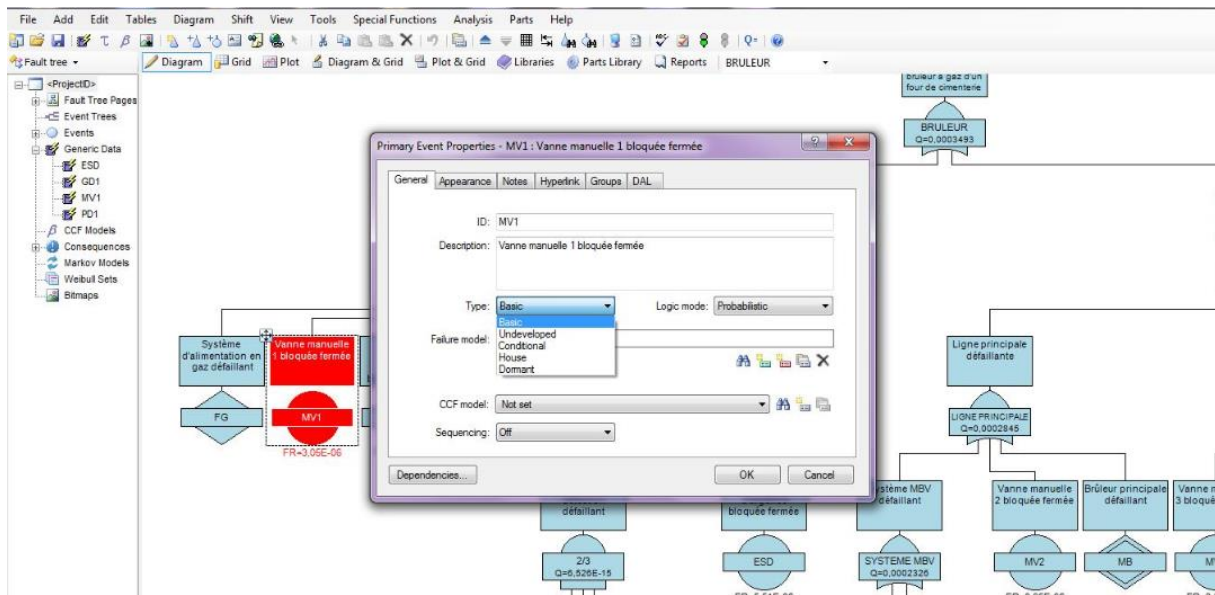 File Add Edit Tables Diagram Shift View Tools Special Functions Analysis Parts Help
Fault tree Diagram Grid Plot Diagram & Grid Plot & Grid Libraries Parts Library Reports BRULEUR
<ProjectID>
Fault Tree Pages
Event Trees
Events
Generic Data
ESD
GD1
MV1
PD1
CCF Models
Consequences
Markov Models
Weibull Sets
Bitmaps
bruleur à gaz d'un
four de cimenterie
BRULEUR
Q=0,0003493
Primary Event Properties - MV1 : Vanne manuelle 1 bloquée fermée
General Appearance Notes Hyperlink Groups DAL
ID: MV1
Description: Vanne manuelle 1 bloquée fermée
Type: Basic Logic mode: Probabilistic
Basic
Undeveloped
Condtional
House
Dormant
Failure model:
CCF model: Not set
Sequencing: Off
Dependencies... OK Cancel
Système
d'alimentation en
gaz défaillant
FG
Vanne manuelle
1 bloquée fermée
MV1
FR=3,05E-06
Ligne principale
défaillante
LIGNE PRINCIPALE
Q=0,0002845
défaillant
2/3
Q=6,526E-15
bloquée fermée
ESD
système MBV
défaillant
SYSTEME MBV
Q=0,0002326
Vanne manuelle
2 bloquée fermée
MV2
Brûleur principale
défaillant
MB
Vanne
3 bloqué